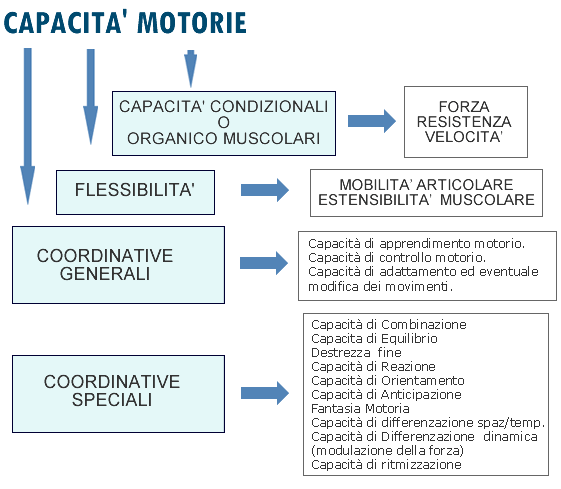 CAPACITA' MOTORIE
CAPACITA' CONDIZIONALI
O
ORGANICO MUSCOLARI
FORZA
RESISTENZA
VELOCITA'
FLESSIBILITA'
MOBILITA' ARTICOLARE
ESTENSIBILITA' MUSCOLARE
COORDINATIVE
GENERALI
Capacità di apprendimento motorio.
Capacità di controllo motorio.
Capacità di adattamento ed eventuale
modifica dei movimenti.
COORDINATIVE
SPECIALI
Capacità di Combinazione
Capacita di Equilibrio
Destrezza fine
Capacità di Reazione
Capacità di Orientamento
Capacità di Anticipazione
Fantasia Motoria
Capacità di differenzazione spaz/temp.
Capacità di Differenzazione dinamica
(modulazione della forza)
Capacità di ritmizzazione